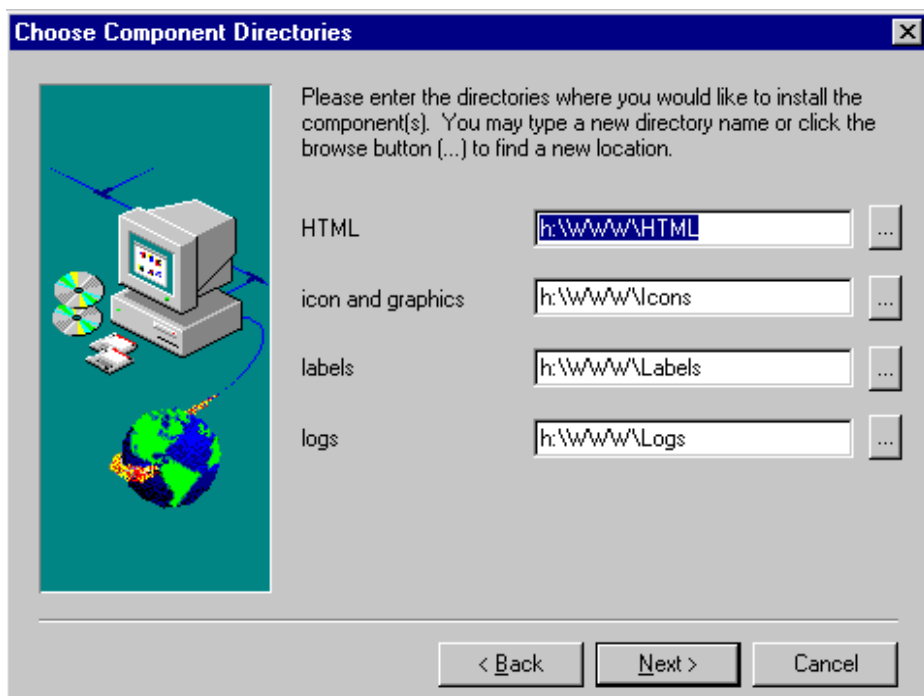 Choose Component Directories
Please enter the directories where you would like to install the
component(s). You may type a new directory name or click the
browse button (...) to find a new location.
HTML h:\WWW\HTML ...
icon and graphics h:\WWW\Icons ...
labels h:\WWW\Labels ...
logs h:\WWW\Logs ...
< Back Next > Cancel